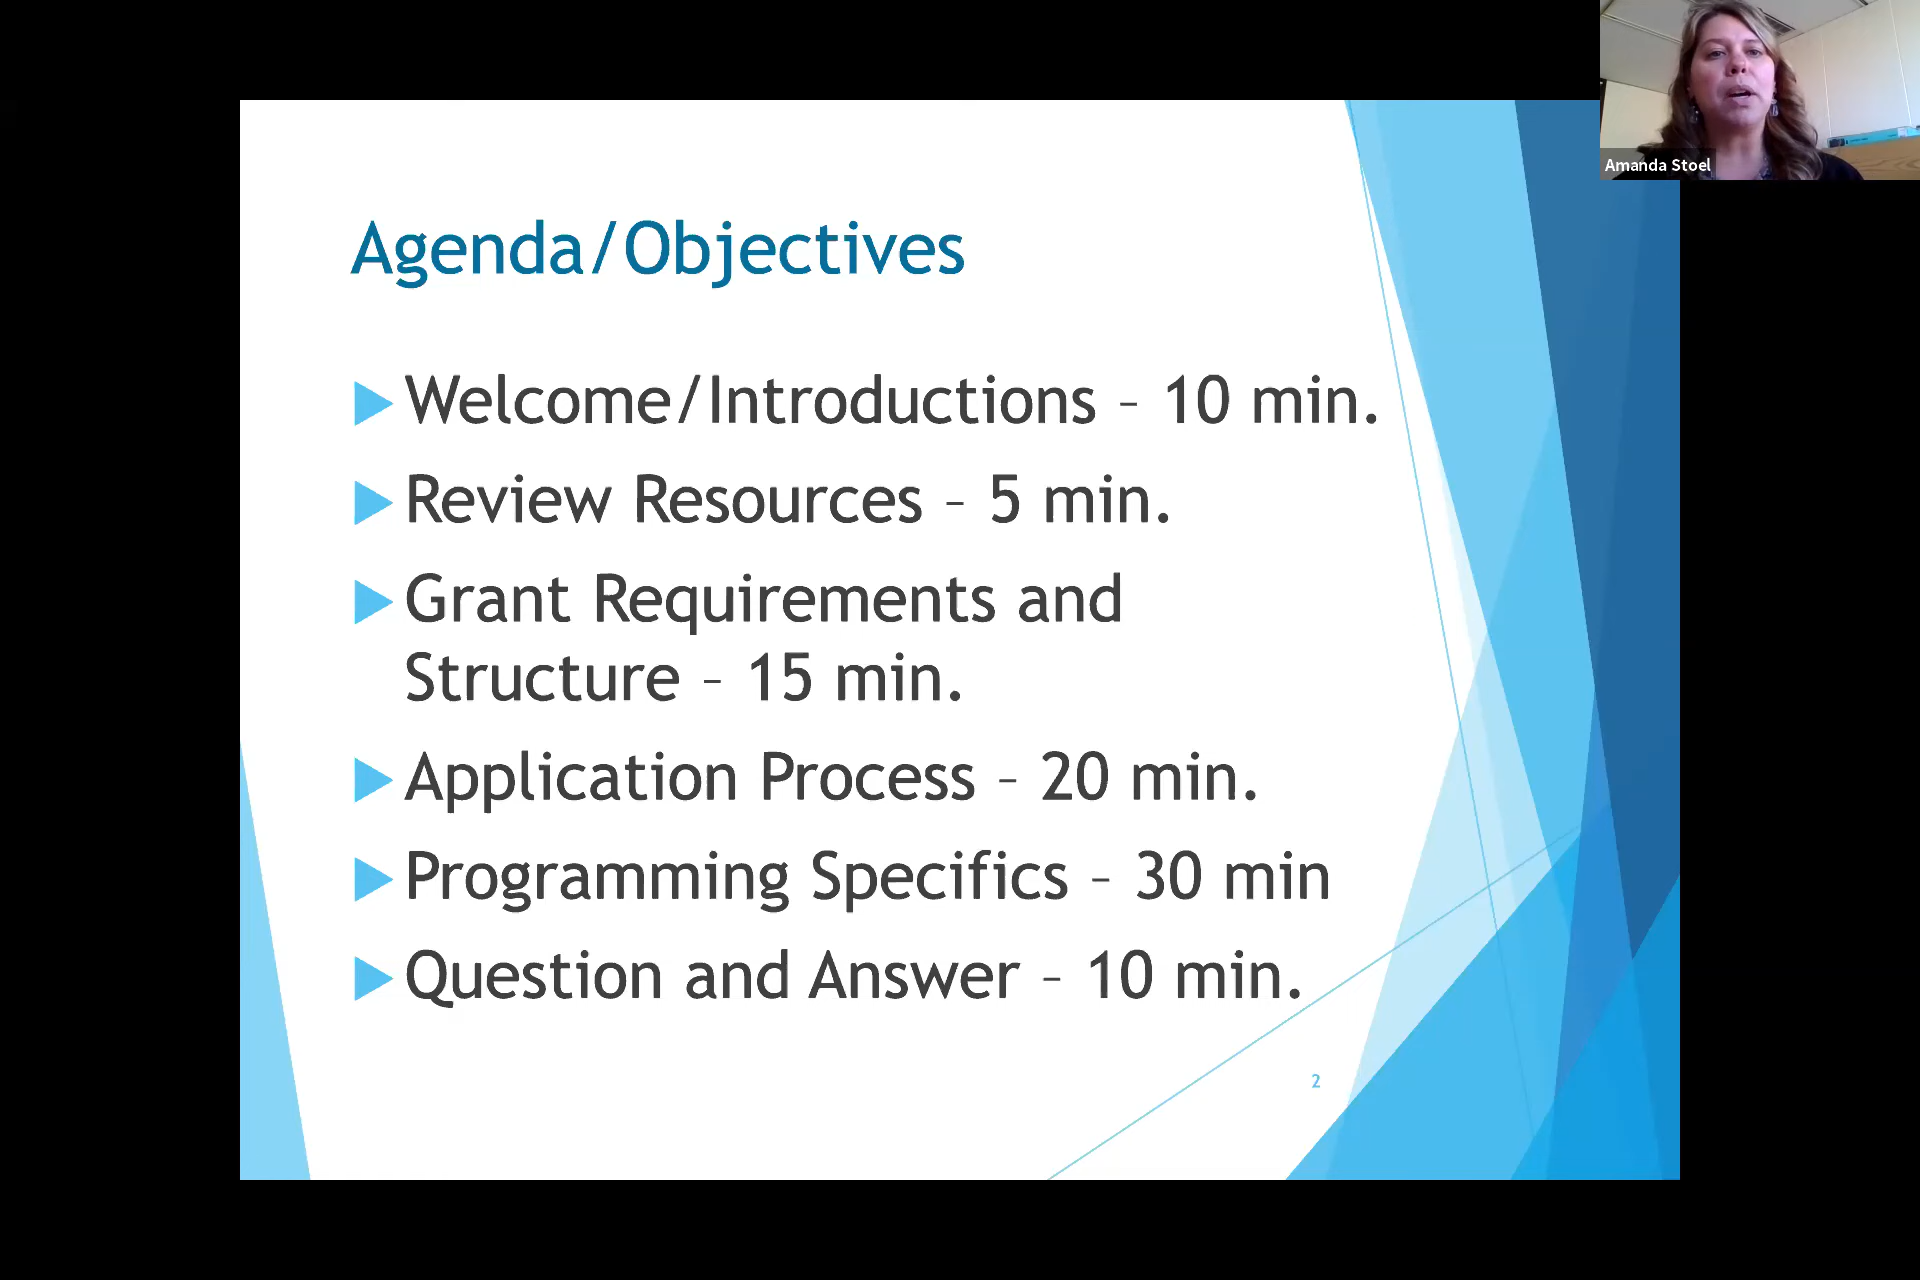 Amanda Stoel
Agenda/Objectives
Welcome/Introductions – 10 min.
Review Resources – 5 min.
Grant Requirements and
Structure – 15 min.
Application Process – 20 min.
Programming Specifics – 30 min
Question and Answer – 10 min.
2